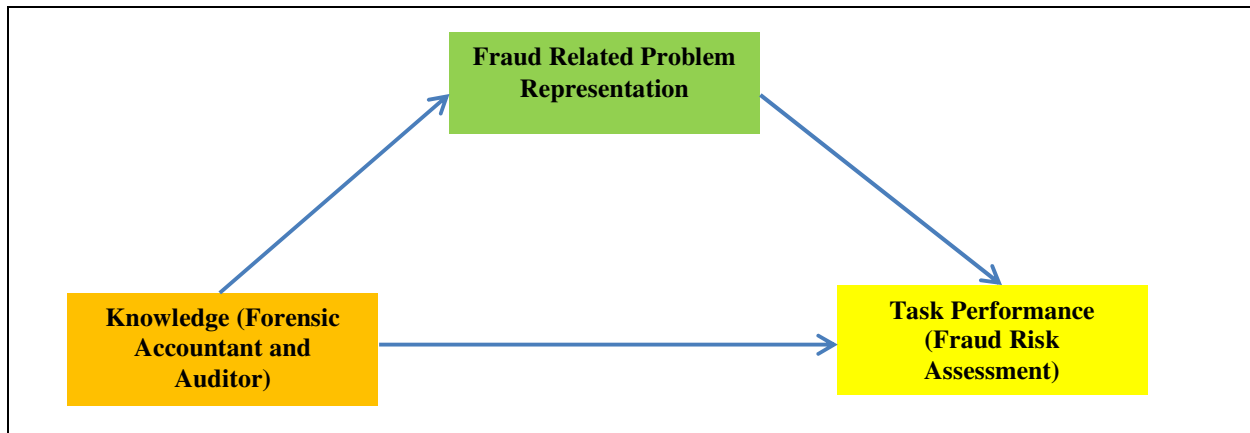 Fraud Related Problem
Representation
Knowledge (Forensic
Accountant and
Auditor)
Task Performance
(Fraud Risk
Assessment)